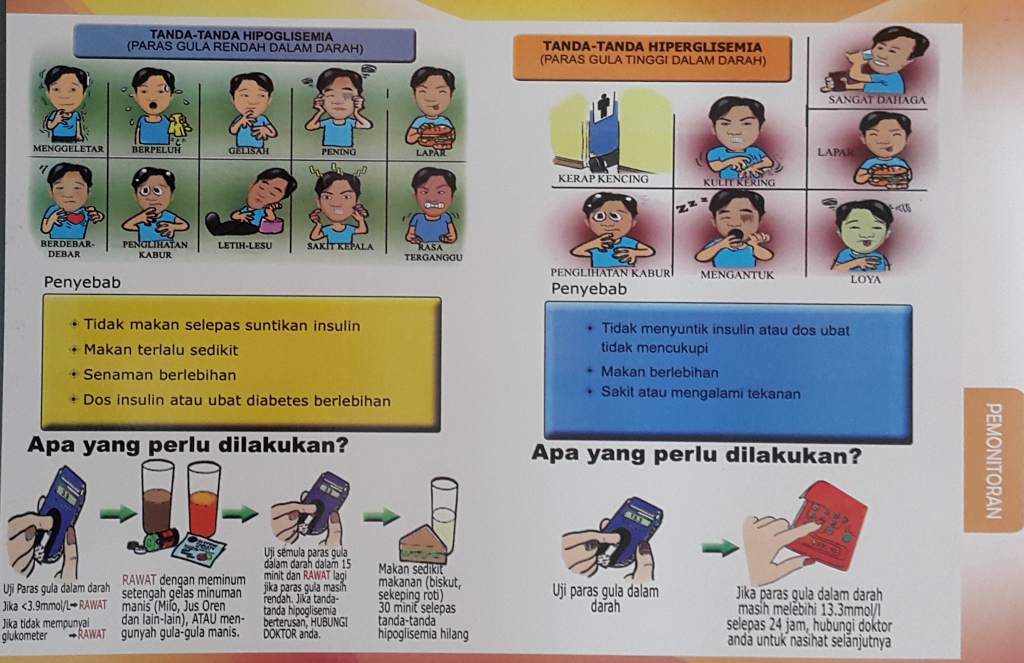 TANDA-TANDA HIPOGLISEMIA
(PARAS GULA RENDAH DALAM DARAH)
MENGGELETAR
BERPELUH
GELISAH
PENING
LAPAR
BERDEBAR-
DEBAR
PENGLIHATAN
KABUR
LETIH-LESU
SAKIT KEPALA
RASA
TERGANGGU
Penyebab
Tidak makan selepas suntikan insulin
Makan terlalu sedikit
Senaman berlebihan
Dos insulin atau ubat diabetes berlebihan
Apa yang perlu dilakukan?
Uji Paras gula dalam darah
Jika <3.9mmol/L→RAWAT
Jika tidak mempunyai
glukometer →RAWAT
RAWAT dengan meminum
setengah gelas minuman
manis (Milo, Jus Oren
dan lain-lain), ATAU men-
gunyah gula-gula manis.
Uji semula paras gula
dalam darah dalam 15
minit dan RAWAT lagi
jika paras gula masih
rendah. Jika tanda-
tanda hipoglisemia
berterusan, HUBUNGI
DOKTOR anda.
Makan sedikit
makanan (biskut,
sekeping roti)
30 minit selepas
tanda-tanda
hipoglisemia hilang
TANDA-TANDA HIPERGLISEMIA
(PARAS GULA TINGGI DALAM DARAH)
SANGAT DAHAGA
KERAP KENCING
KULIT KERING
LAPAR
PENGLIHATAN KABUR
ZZZ
MENGANTUK
LOYA
Penyebab
Tidak menyuntik insulin atau dos ubat
tidak mencukupi
Makan berlebihan
Sakit atau mengalami tekanan
Apa yang perlu dilakukan?
Uji paras gula dalam
darah
Jika paras gula dalam darah
masih melebihi 13.3mmol/l
selepas 24 jam, hubungi doktor
anda untuk nasihat selanjutnya
PEMONITORAN